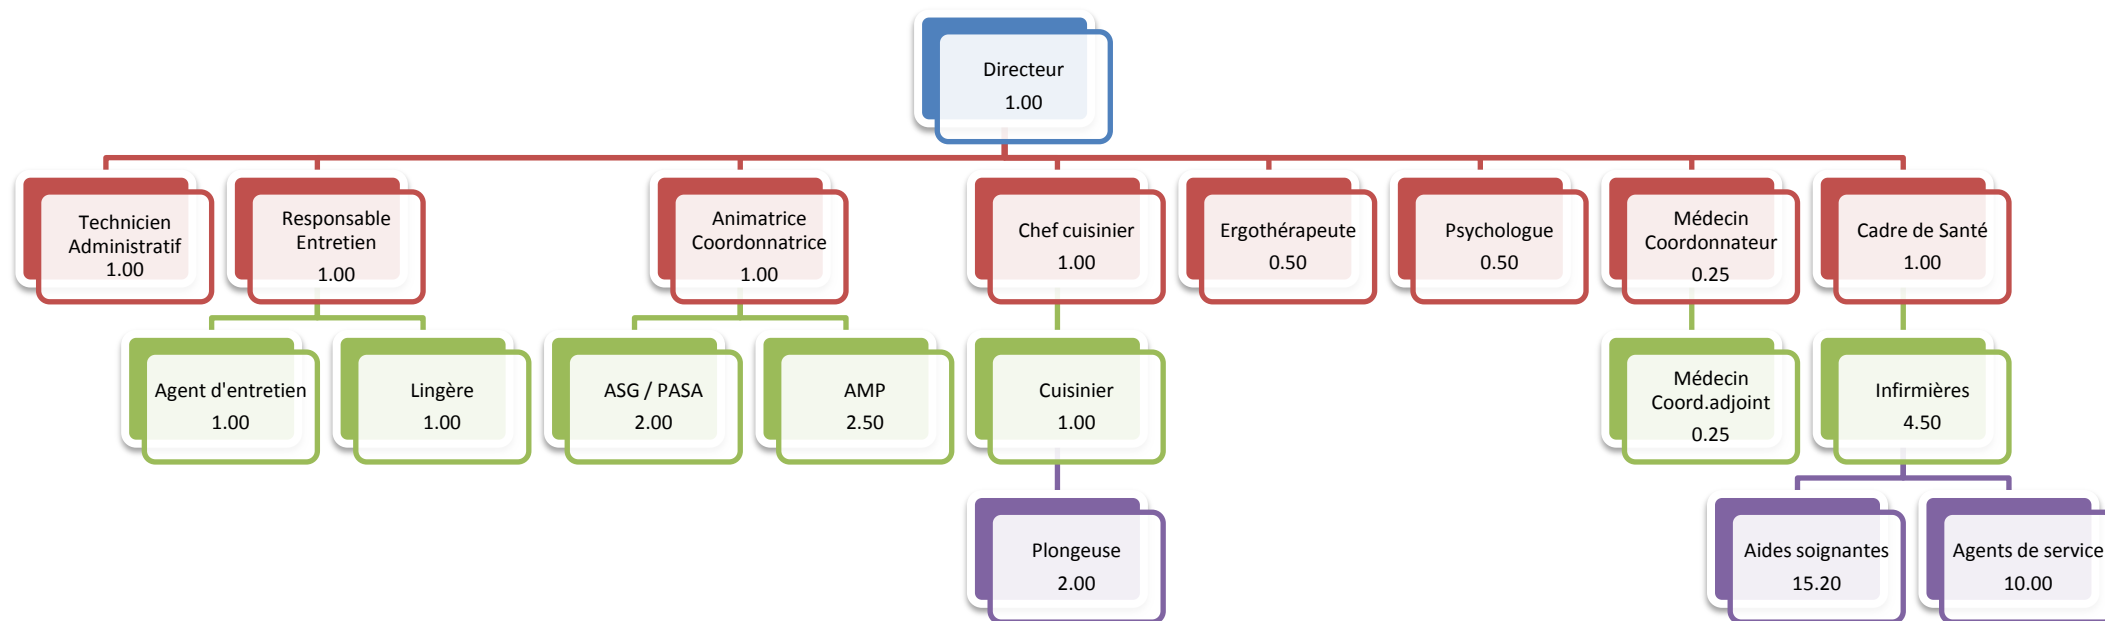 Directeur
1.00
Technicien
Administratif
1.00
Responsable
Entretien
1.00
Animatrice
Coordonnatrice
1.00
Chef cuisinier
1.00
Ergothérapeute
0.50
Psychologue
0.50
Médecin
Coordonnateur
0.25
Cadre de Santé
1.00
Agent d'entretien
1.00
Lingère
1.00
ASG / PASA
2.00
AMP
2.50
Cuisinier
1.00
Médecin
Coord.adjoint
0.25
Infirmières
4.50
Plongeuse
2.00
Aides soignantes
15.20
Agents de service
10.00